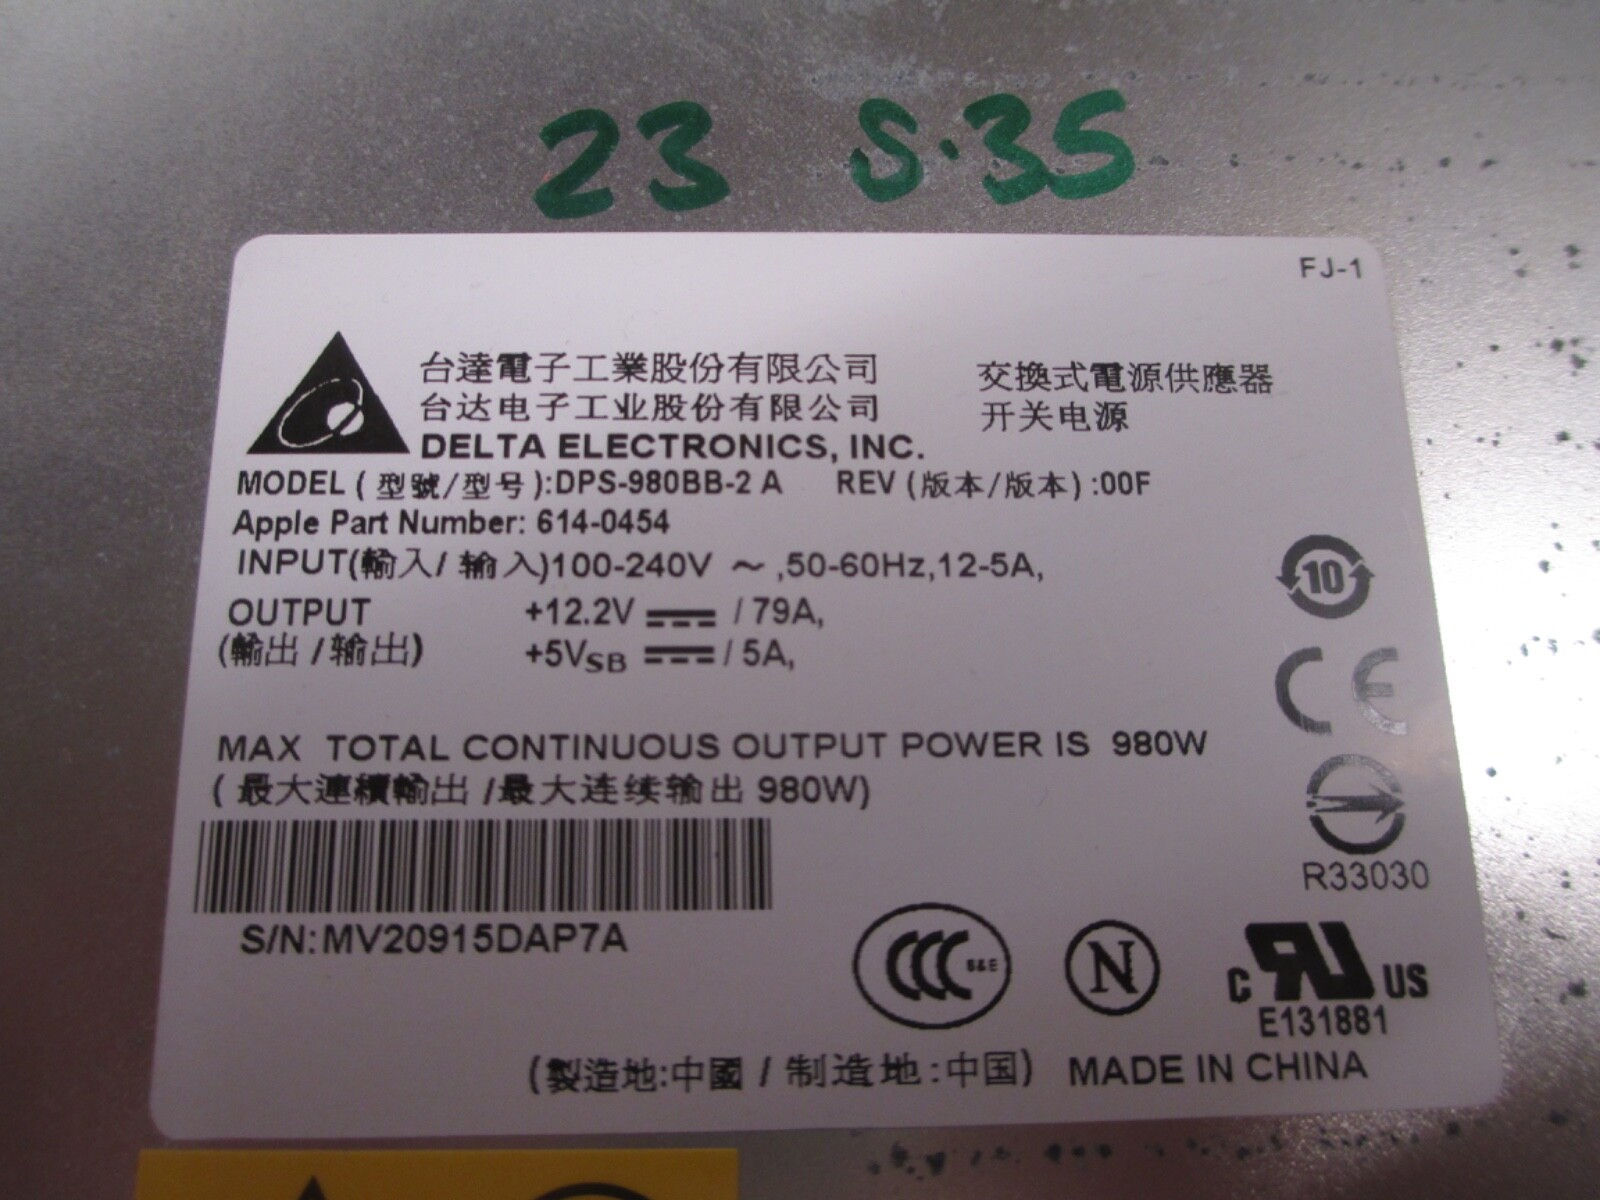 23 S.35
FJ-1
台達電子工業股份有限公司 交換式電源供應器
台达电子工业股份有限公司 开关电源
DELTA ELECTRONICS, INC.
MODEL ( 型號/型号 ):DPS-980BB-2 A REV (版本/版本) :00F
Apple Part Number: 614-0454
INPUT(輸入/ 输入)100-240V ~ ,50-60Hz,12-5A,
OUTPUT +12.2V ⎓ / 79A,
(輸出 /输出) +5VSB ⎓ / 5A,
10
CE
MAX TOTAL CONTINUOUS OUTPUT POWER IS 980W
( 最大連續輸出 /最大连续输出 980W)
R33030
S/N:MV20915DAP7A
CCC S&E N c RU US
E131881
(製造地:中國 / 制造地:中国) MADE IN CHINA